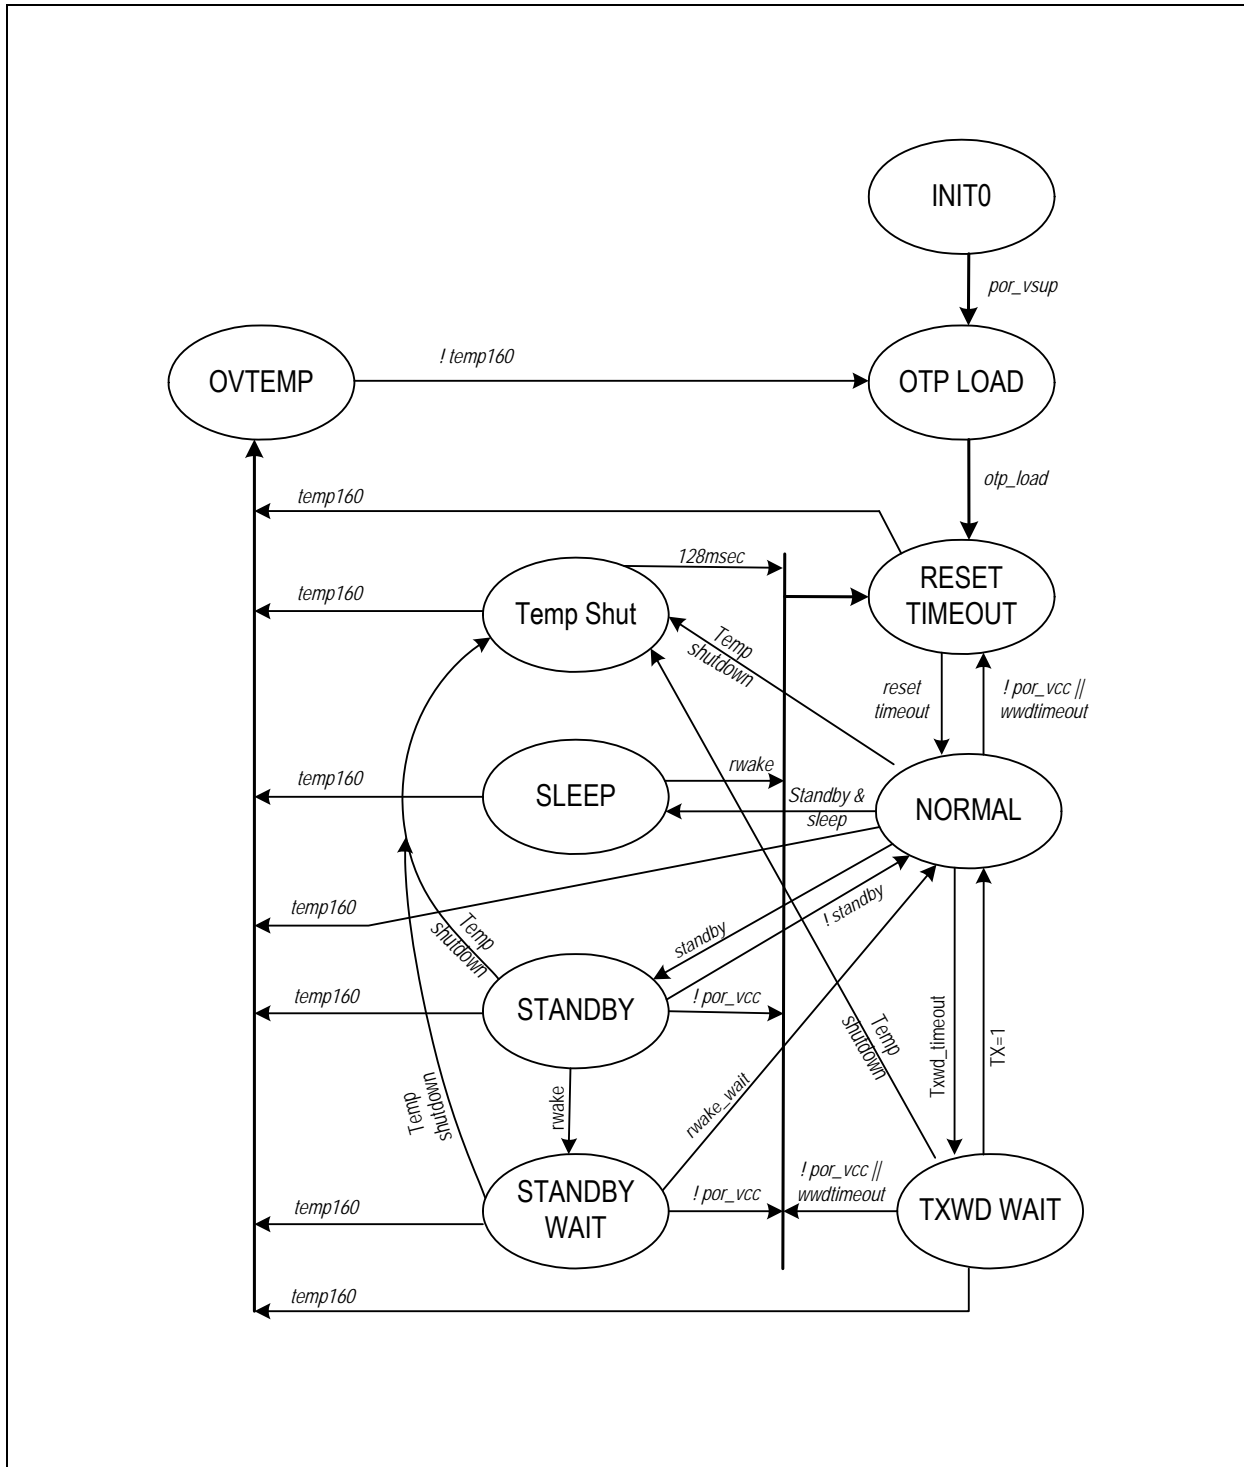 INIT0
por_vsup
OVTEMP
! temp160
OTP LOAD
otp_load
temp160
128msec
RESET
TIMEOUT
temp160
Temp Shut
Temp
shutdown
reset
timeout
! por_vcc ||
wwdtimeout
temp160
SLEEP
rwake
Standby &
sleep
NORMAL
temp160
Temp
shutdown
standby
! standby
temp160
STANDBY
! por_vcc
Temp
shutdown
Txwd_timeout
TX=1
Temp
shutdown
rwake
rwake_wait
temp160
STANDBY
WAIT
! por_vcc
! por_vcc ||
wwdtimeout
TXWD WAIT
temp160